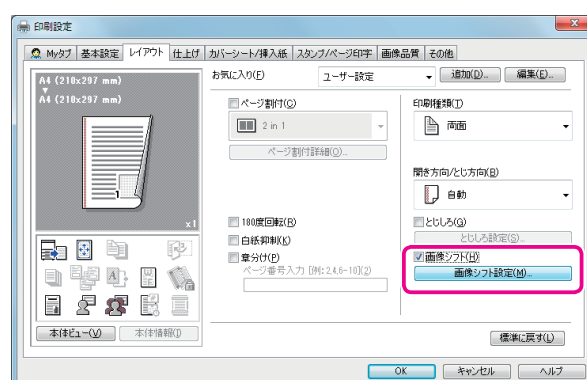 印刷設定
Myタブ 基本設定 レイアウト 仕上げ カバーシート/挿入紙 スタンプ/ページ印字 画像品質 その他
A4 (210x297 mm)
A4 (210x297 mm)
1
x1
お気に入り(F) ユーザー設定 追加(D)... 編集(E)...
ページ割付(C)
2 in 1
ページ割付詳細(O)...
印刷種類(T)
両面
開き方向/とじ方向(B)
自動
180度回転(R)
白紙抑制(K)
章分け(P)
ページ番号入力 [例: 2,4,6-10](2)
とじしろ(G)
とじしろ設定(S)...
画像シフト(H)
画像シフト設定(M)...
本体ビュー(V) 本体情報(I)
標準に戻す(L)
OK キャンセル ヘルプ